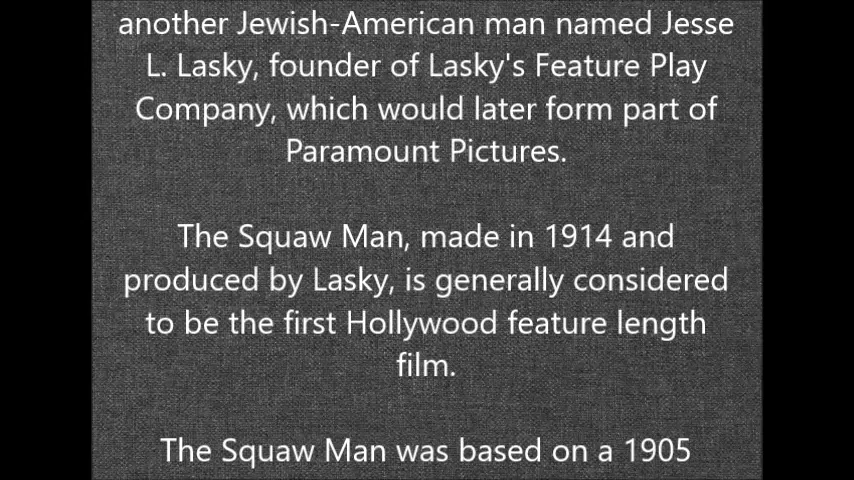 another Jewish-American man named Jesse
L. Lasky, founder of Lasky's Feature Play
Company, which would later form part of
Paramount Pictures.
The Squaw Man, made in 1914 and
produced by Lasky, is generally considered
to be the first Hollywood feature length
film.
The Squaw Man was based on a 1905